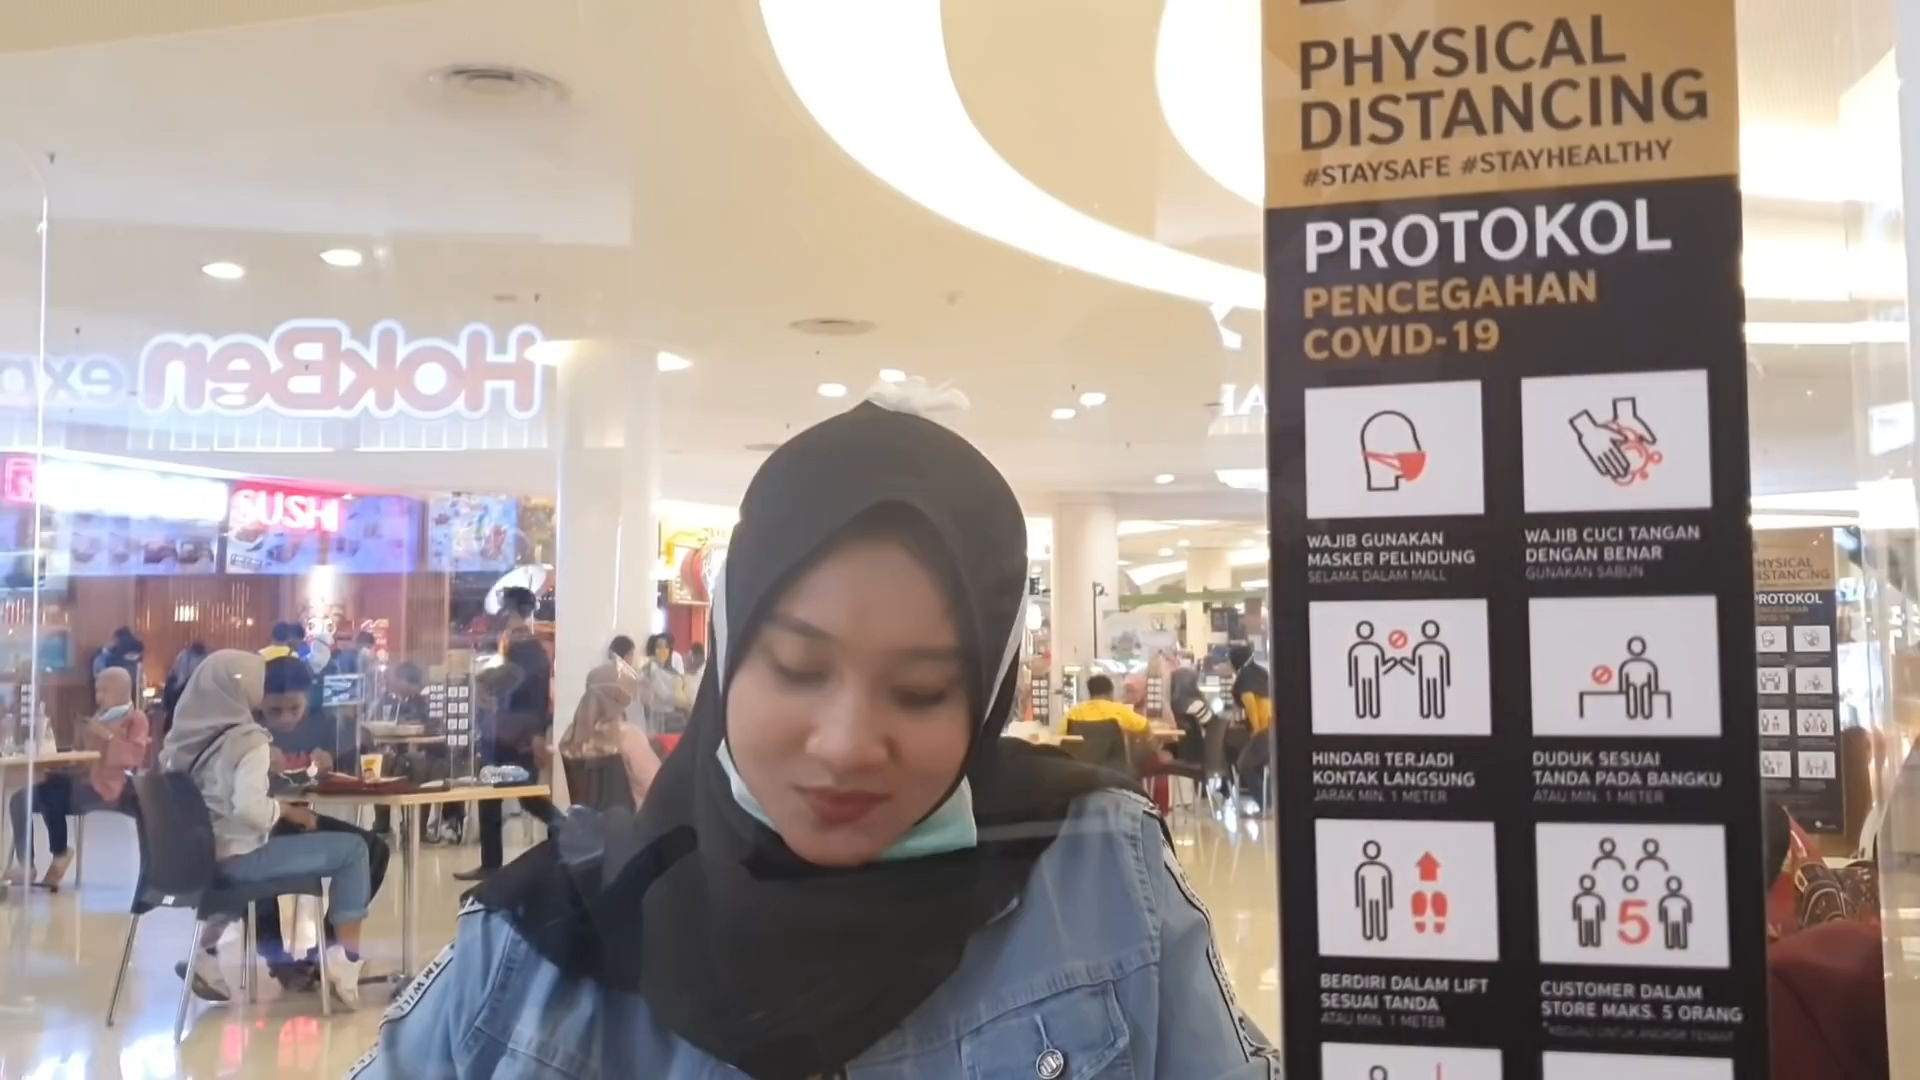 PHYSICAL
DISTANCING
#STAYSAFE #STAYHEALTHY
PROTOKOL
PENCEGAHAN
COVID-19
WAJIB GUNAKAN
MASKER PELINDUNG
SELAMA DALAM MALL
WAJIB CUCI TANGAN
DENGAN BENAR
GUNAKAN SABUN
HINDARI TERJADI
KONTAK LANGSUNG
JARAK MIN. 1 METER
DUDUK SESUAI
TANDA PADA BANGKU
ATAU MIN. 1 METER
BERDIRI DALAM LIFT
SESUAI TANDA
ATAU MIN. 1 METER
5
CUSTOMER DALAM
STORE MAKS. 5 ORANG
HokBen
SUSHI
PHYSICAL
DISTANCING
PROTOKOL